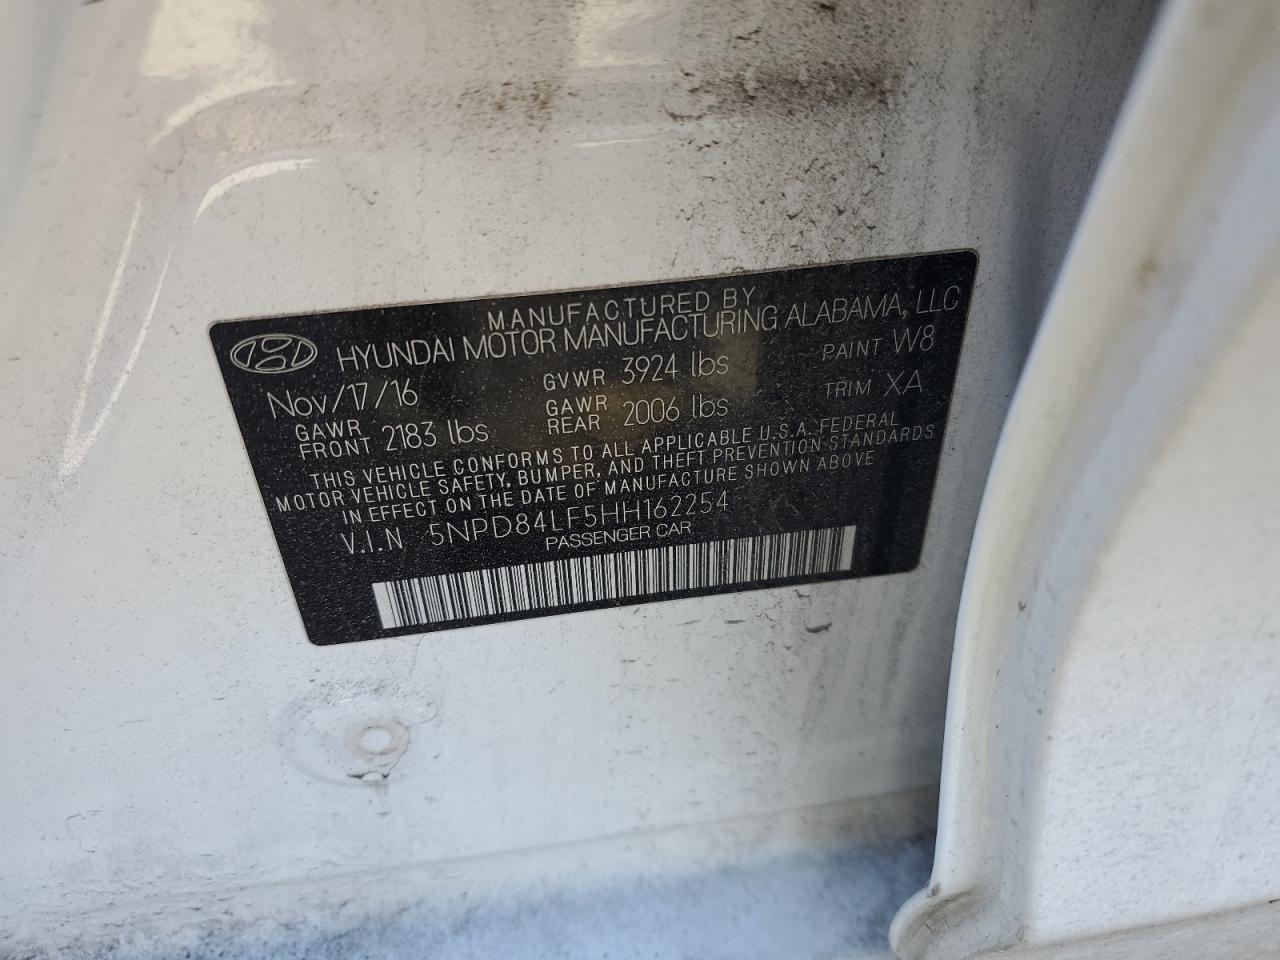 MANUFACTURED BY
HYUNDAI MOTOR MANUFACTURING ALABAMA, LLC
Nov/17/16 GVWR 3924 lbs PAINT W8
GAWR FRONT 2183 lbs GAWR REAR 2006 lbs TRIM XA
THIS VEHICLE CONFORMS TO ALL APPLICABLE U.S.A. FEDERAL
MOTOR VEHICLE SAFETY, BUMPER, AND THEFT PREVENTION STANDARDS
IN EFFECT ON THE DATE OF MANUFACTURE SHOWN ABOVE
V.I.N 5NPD84LF5HH162254
PASSENGER CAR